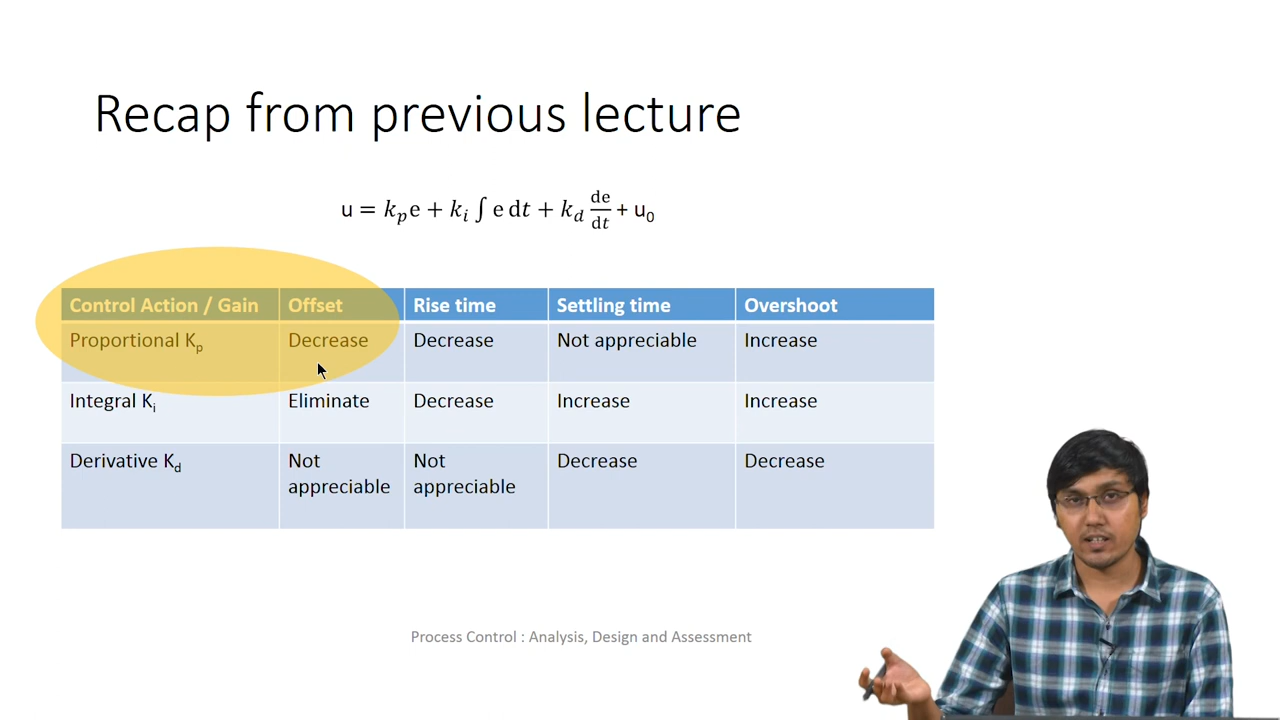 Recap from previous lecture
u = k_p e + k_i ∫ e dt + k_d de/dt + u_0
Control Action / Gain Offset Rise time Settling time Overshoot
Proportional K_p Decrease Decrease Not appreciable Increase
Integral K_i Eliminate Decrease Increase Increase
Derivative K_d Not appreciable Not appreciable Decrease Decrease
Process Control : Analysis, Design and Assessment